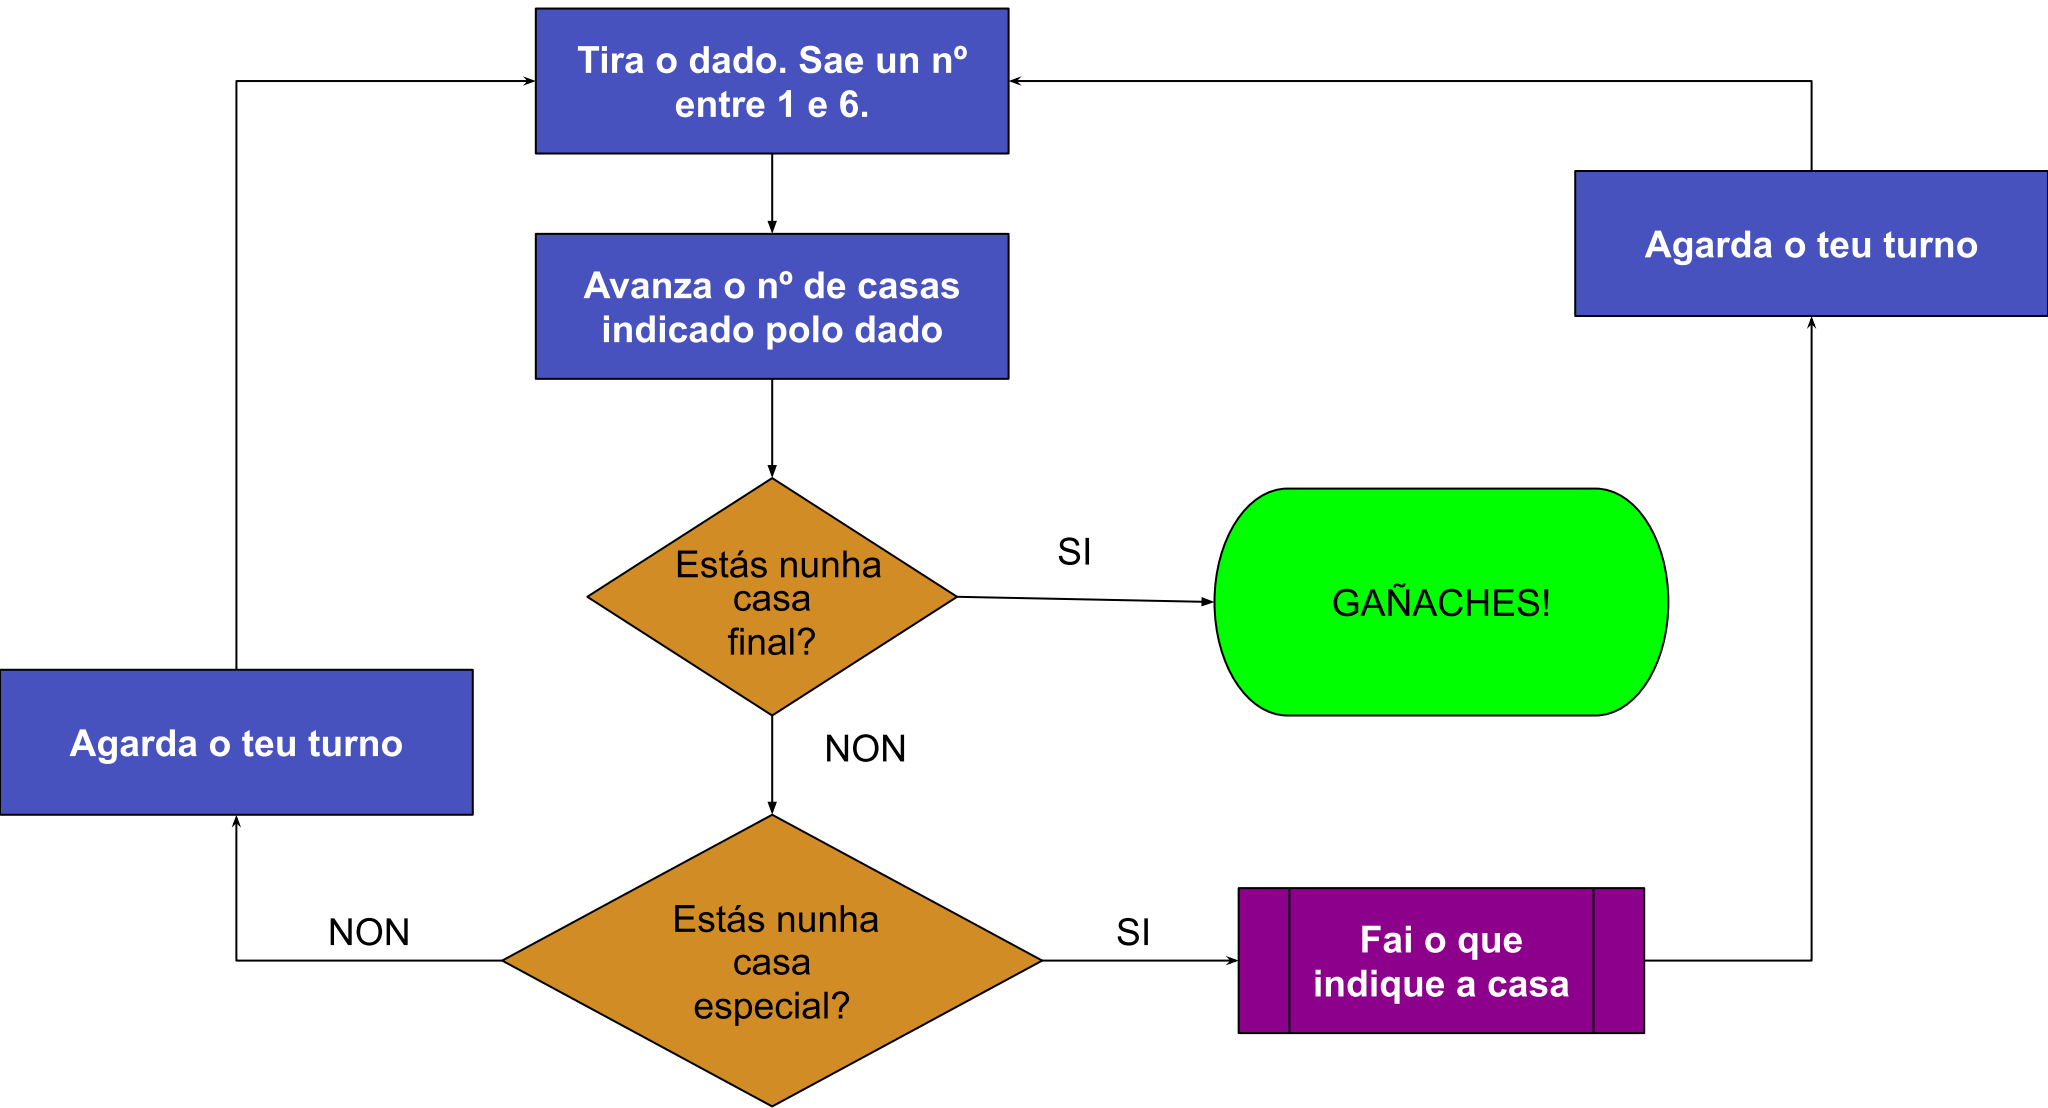 Tira o dado. Sae un nº
entre 1 e 6.
Agarda o teu turno
Avanza o nº de casas
indicado polo dado
Estás nunha
casa
final?
SI
GAÑACHES!
NON
Agarda o teu turno
Estás nunha
casa
especial?
NON
SI
Fai o que
indique a casa